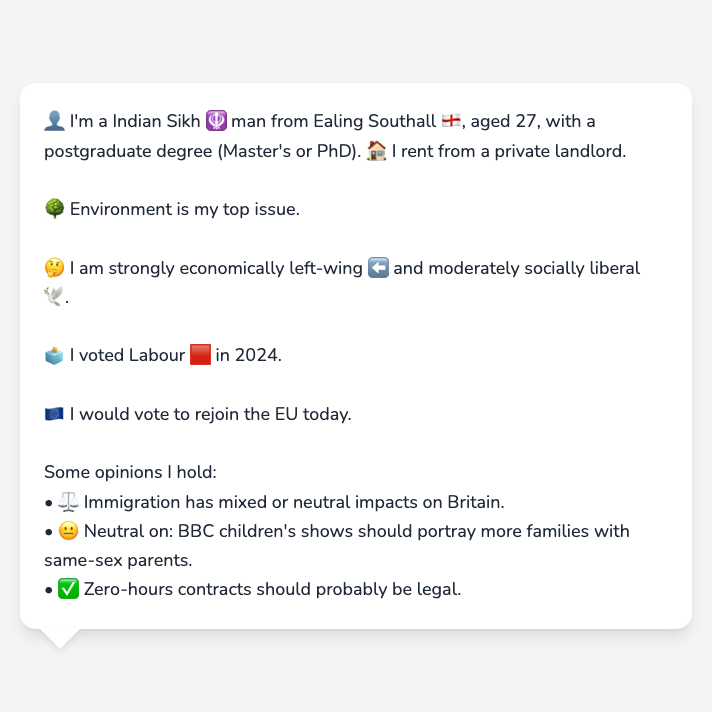 👤 I'm a Indian Sikh 🪯 man from Ealing Southall 🏴󠁧󠁢󠁥󠁮󠁧󠁿, aged 27, with a
postgraduate degree (Master's or PhD). 🏠 I rent from a private landlord.
🌳 Environment is my top issue.
🤔 I am strongly economically left-wing ⬅️ and moderately socially liberal
🕊️.
🗳️ I voted Labour 🟥 in 2024.
🇪🇺 I would vote to rejoin the EU today.
Some opinions I hold:
• ⚖️ Immigration has mixed or neutral impacts on Britain.
• 😐 Neutral on: BBC children's shows should portray more families with
same-sex parents.
• ✅ Zero-hours contracts should probably be legal.